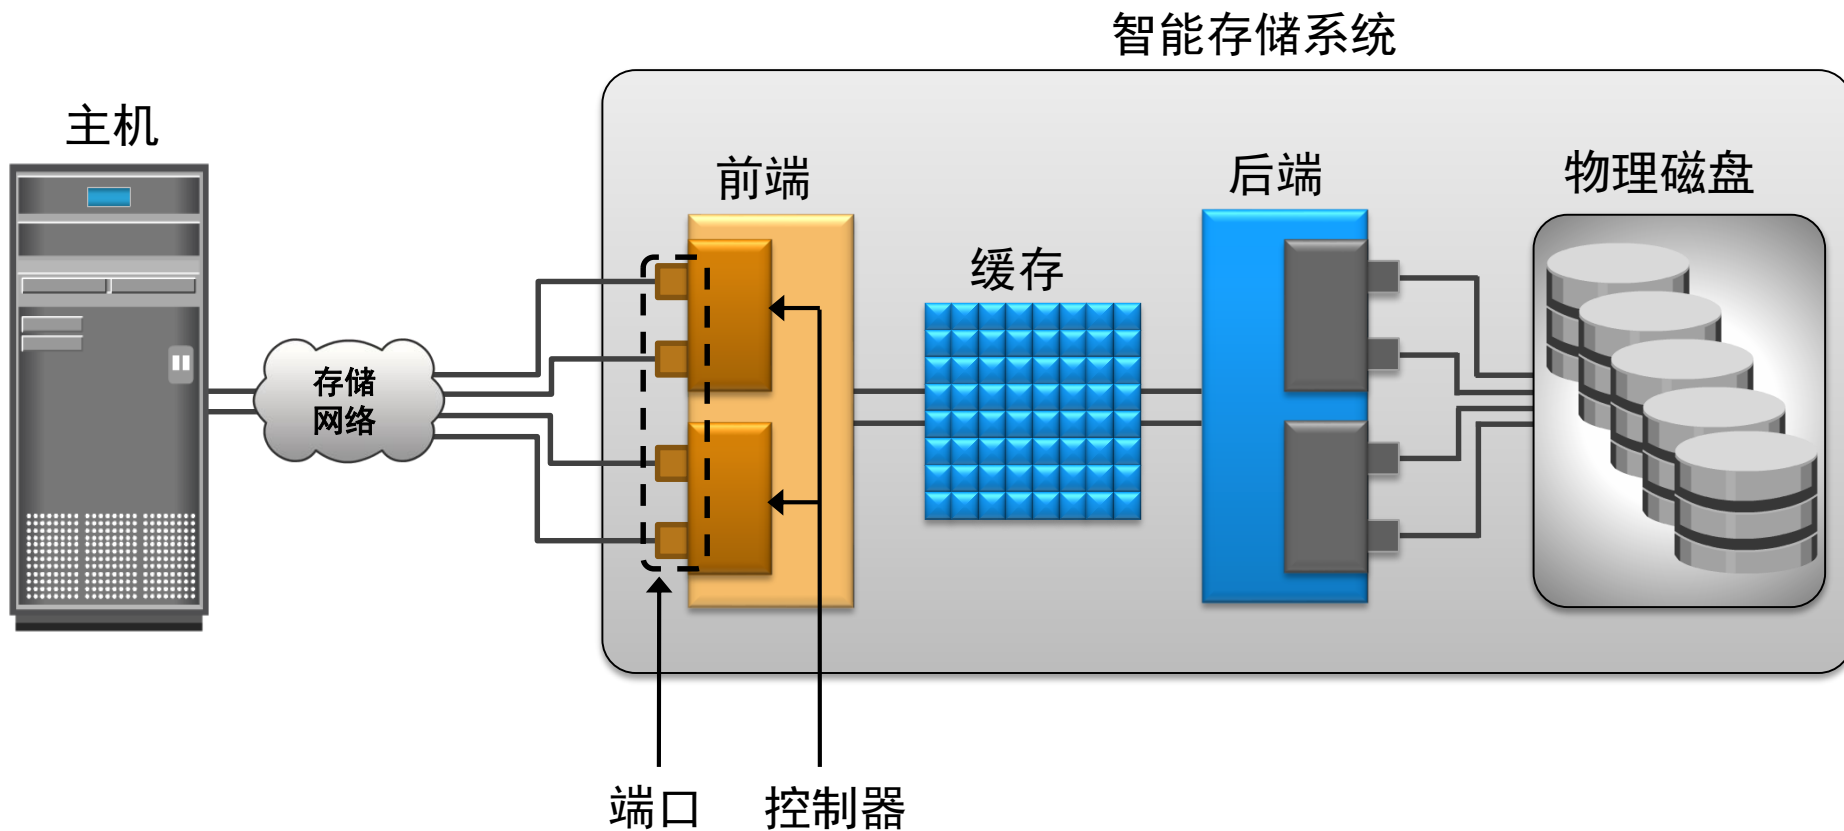 智能存储系统
主机
前端
后端
物理磁盘
缓存
存储
网络
端口
控制器